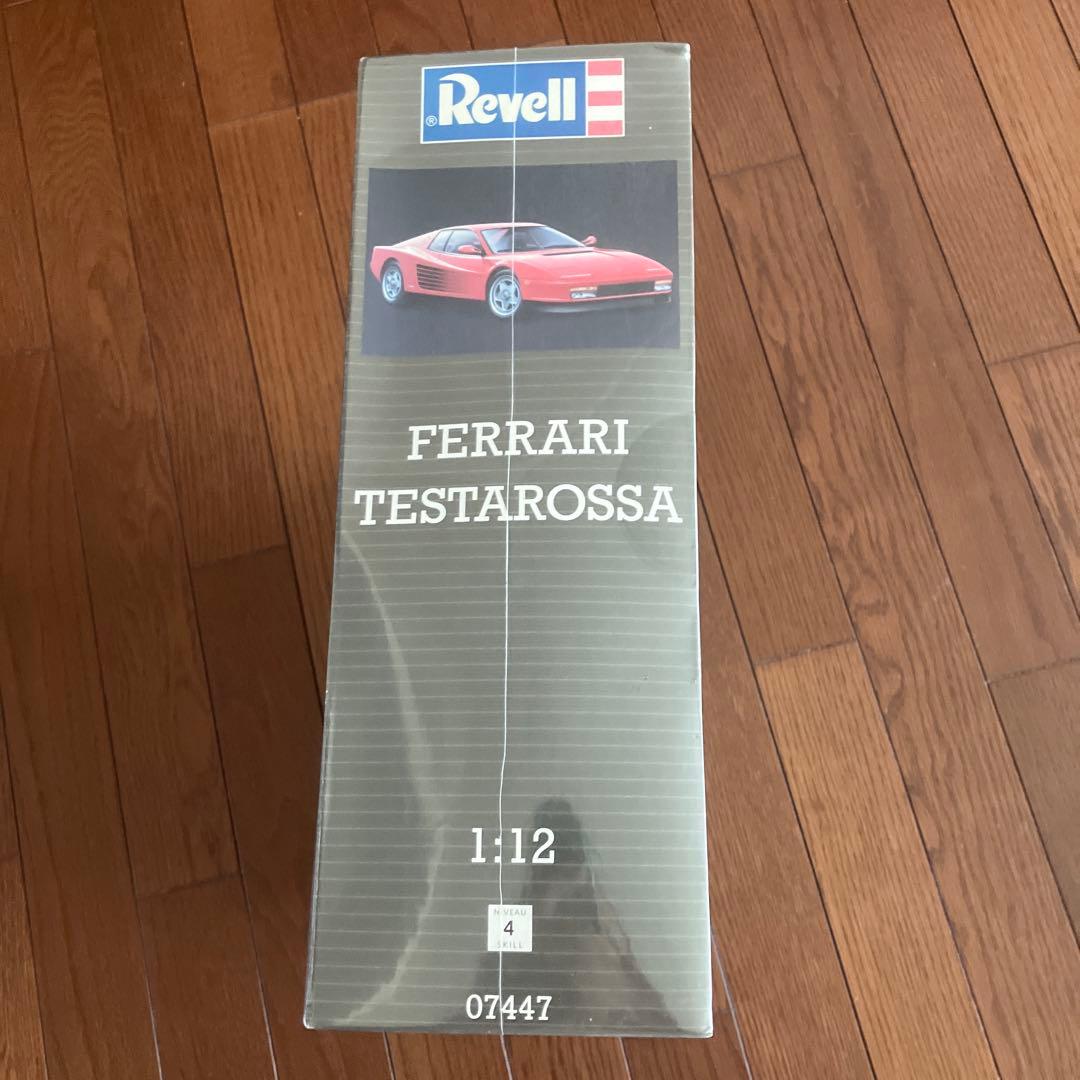 ® Revell
FERRARI
TESTAROSSA
1:12
NIVEAU
4
SKILL
07447